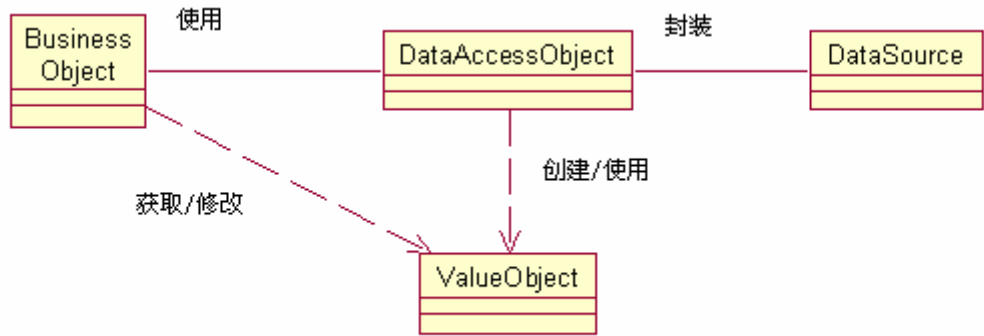 使用
封装
Business
Object
DataAccessObject
DataSource
创建/使用
获取/修改
ValueObject